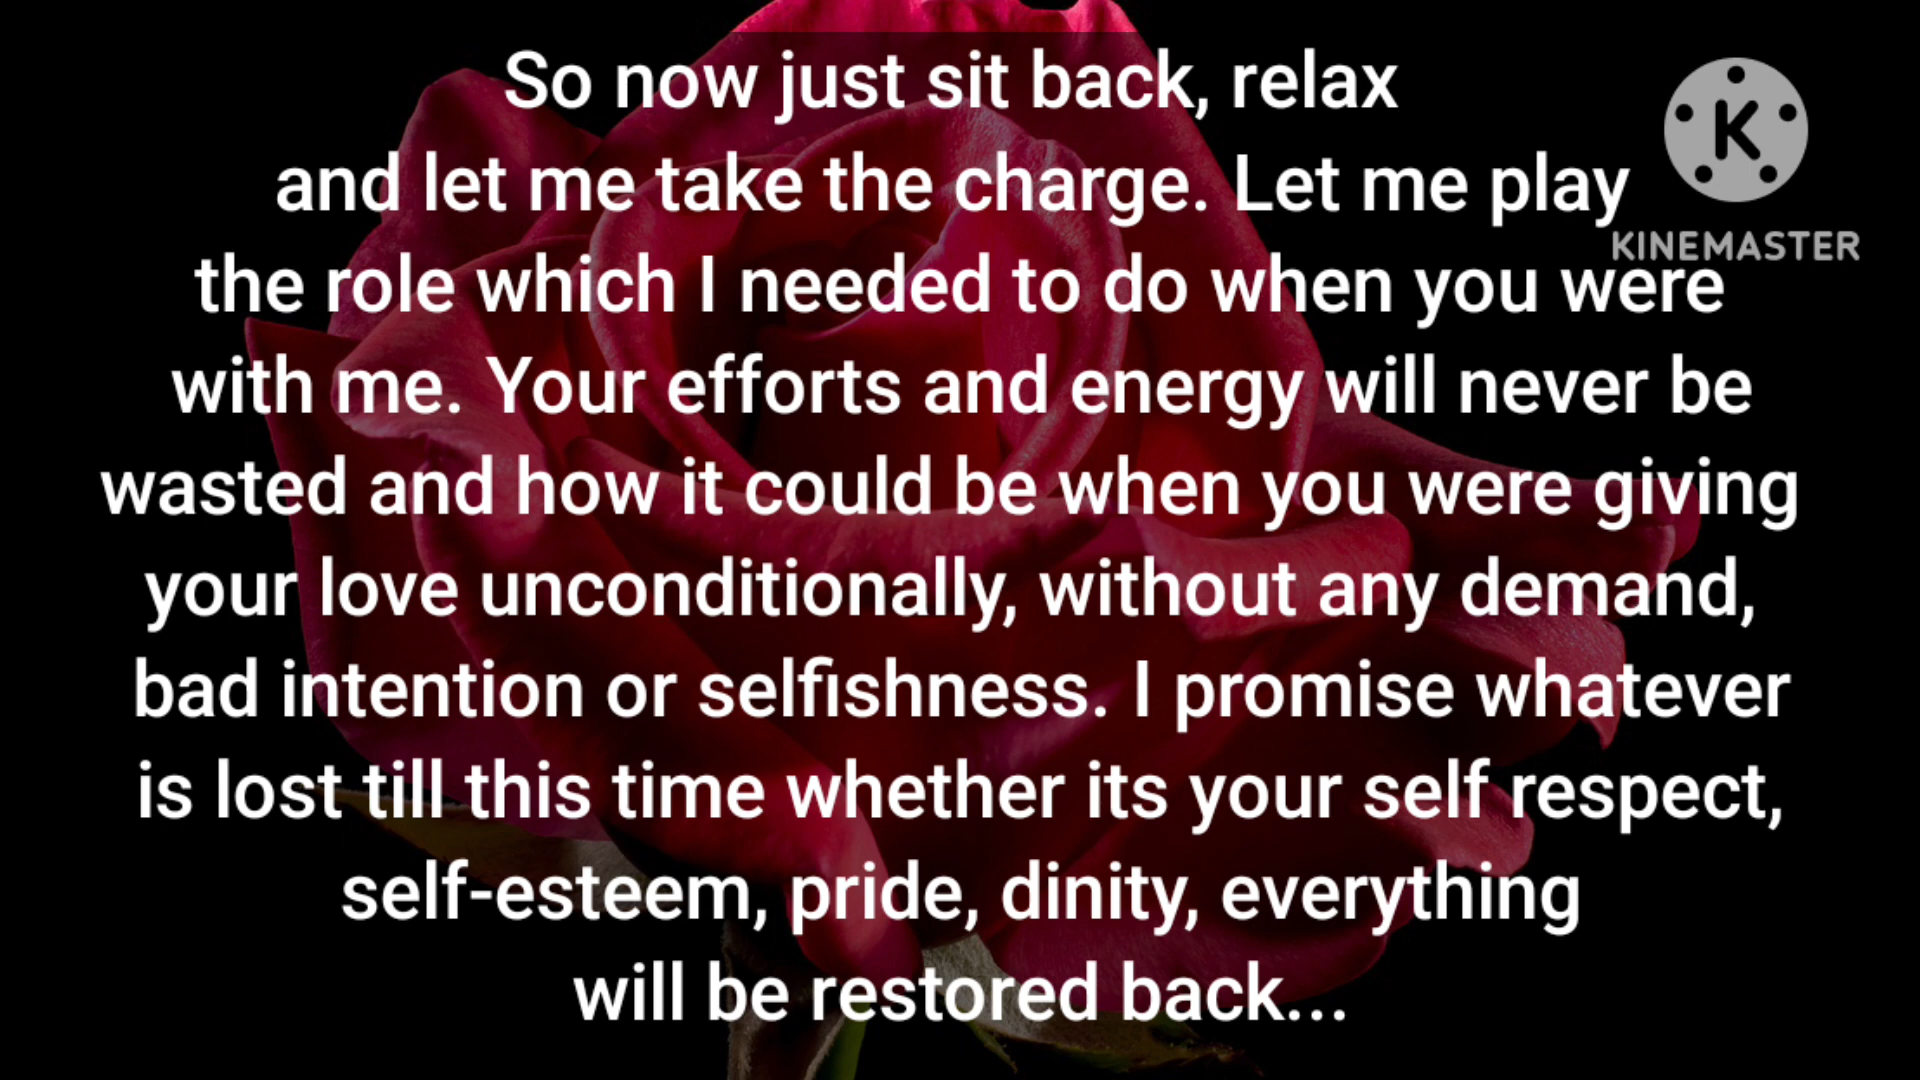 So now just sit back, relax
and let me take the charge. Let me play
the role which I needed to do when you were
with me. Your efforts and energy will never be
wasted and how it could be when you were giving
your love unconditionally, without any demand,
bad intention or selfishness. I promise whatever
is lost till this time whether its your self respect,
self-esteem, pride, dinity, everything
will be restored back...
K
KINEMASTER